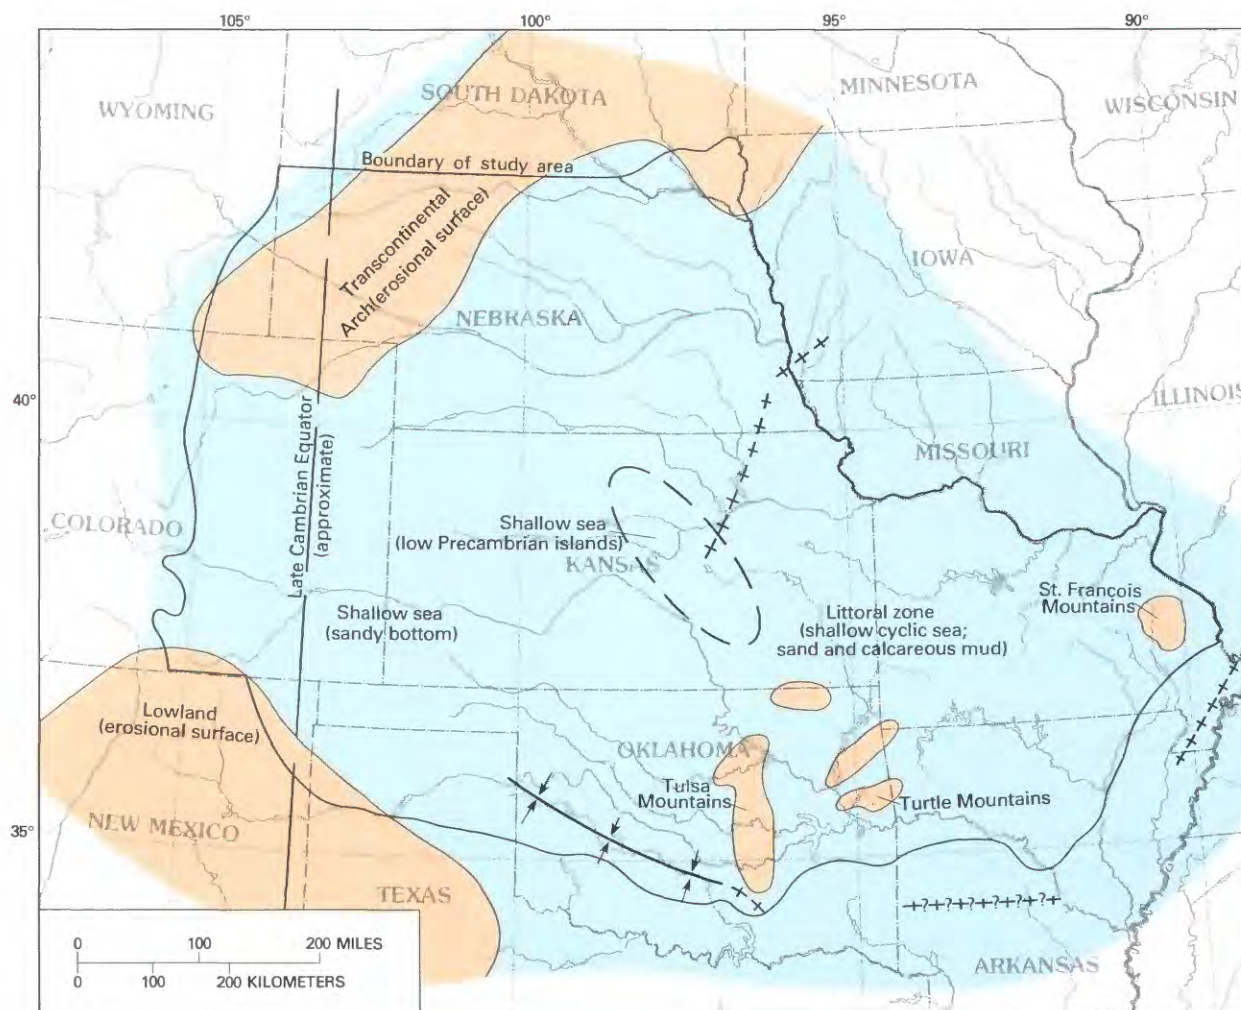 105°
100°
95°
90°
WYOMING
SOUTH DAKOTA
MINNESOTA
WISCONSIN
Boundary of study area
Transcontinental
Arch(erosional surface)
IOWA
NEBRASKA
40°
ILLINOIS
Late Cambrian Equator
(approximate)
MISSOURI
COLORADO
Shallow sea
(low Precambrian islands)
KANSAS
Shallow sea
(sandy bottom)
Littoral zone
(shallow cyclic sea;
sand and calcareous mud)
St. François
Mountains
Lowland
(erosional surface)
OKLAHOMA
Tulsa
Mountains
Turtle Mountains
35°
NEW MEXICO
TEXAS
+?+?+?+?+?+?+
ARKANSAS
0 100 200 MILES
0 100 200 KILOMETERS